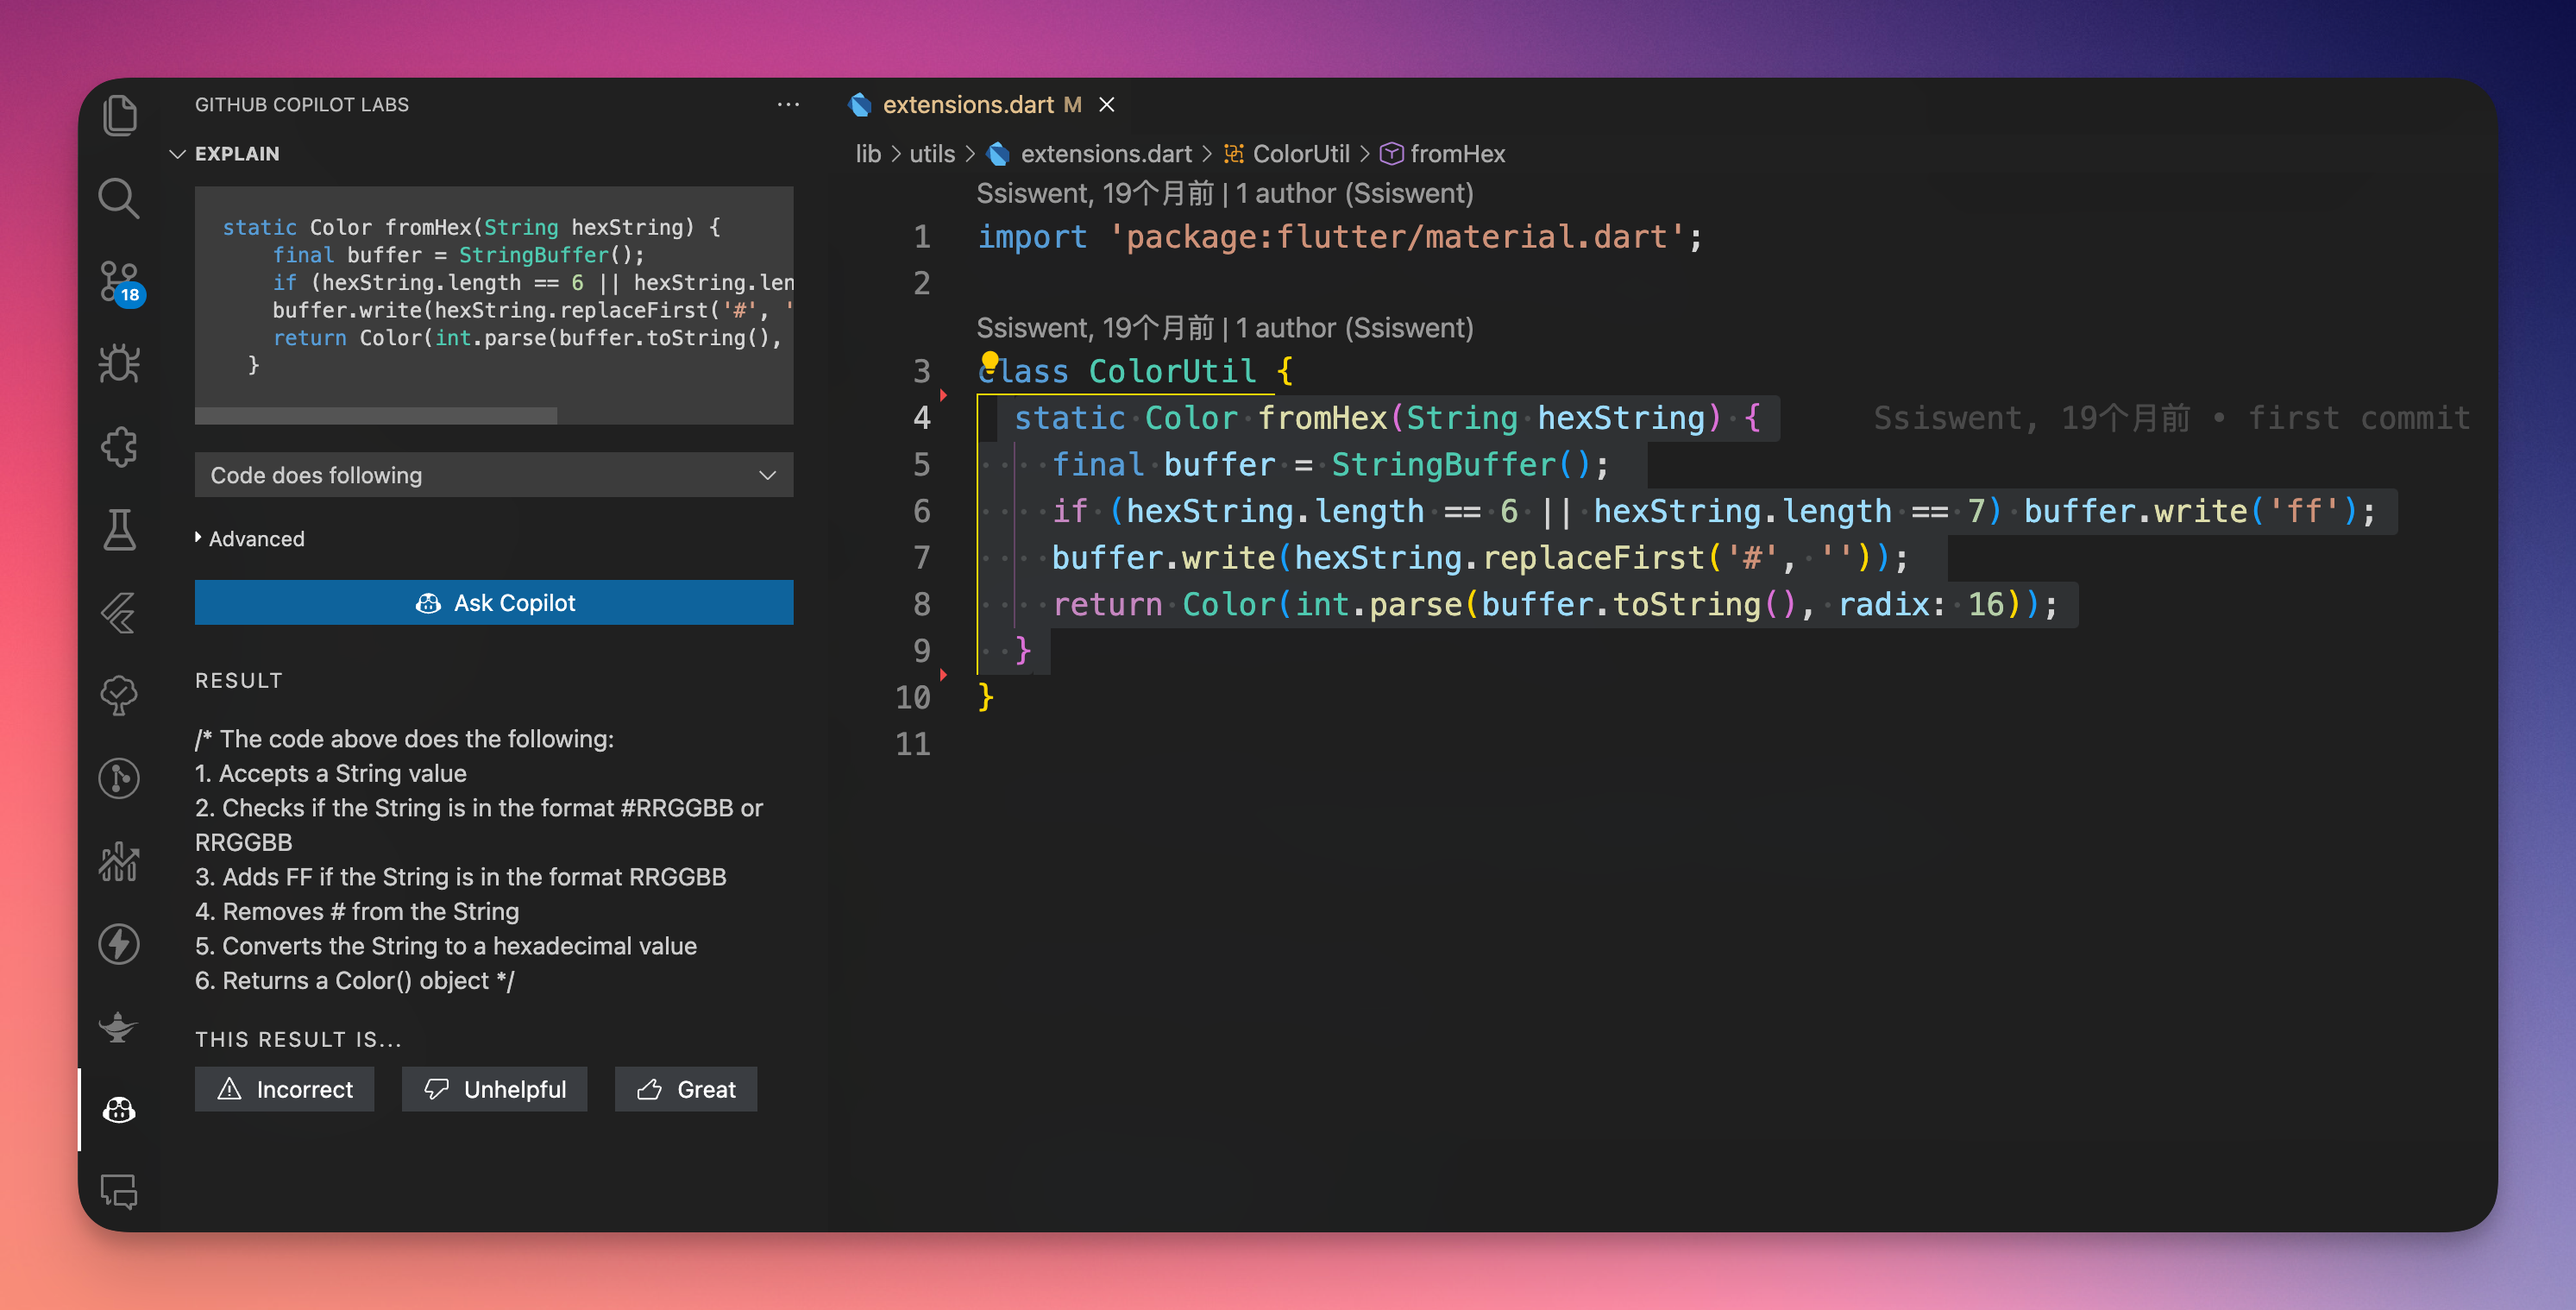 GITHUB COPILOT LABS
EXPLAIN
static Color fromHex(String hexString) {
final buffer = StringBuffer();
if (hexString.length == 6 || hexString.len
buffer.write(hexString.replaceFirst('#', '
return Color(int.parse(buffer.toString(),
}
Code does following
Advanced
Ask Copilot
RESULT
/* The code above does the following:
1. Accepts a String value
2. Checks if the String is in the format #RRGGBB or
RRGGBB
3. Adds FF if the String is in the format RRGGBB
4. Removes # from the String
5. Converts the String to a hexadecimal value
6. Returns a Color() object */
THIS RESULT IS...
Incorrect Unhelpful Great
18
extensions.dart M
lib > utils > extensions.dart > ColorUtil > fromHex
Ssiswent, 19个月前 | 1 author (Ssiswent)
1 import 'package:flutter/material.dart';
2
Ssiswent, 19个月前 | 1 author (Ssiswent)
3 class ColorUtil {
4 static Color fromHex(String hexString) { Ssiswent, 19个月前 • first commit
5 final buffer = StringBuffer();
6 if (hexString.length == 6 || hexString.length == 7) buffer.write('ff');
7 buffer.write(hexString.replaceFirst('#', ''));
8 return Color(int.parse(buffer.toString(), radix: 16));
9 }
10 }
11